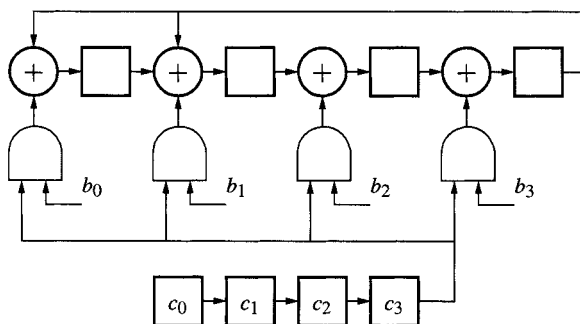 + + + +
b₀ b₁ b₂ b₃
c₀ c₁ c₂ c₃